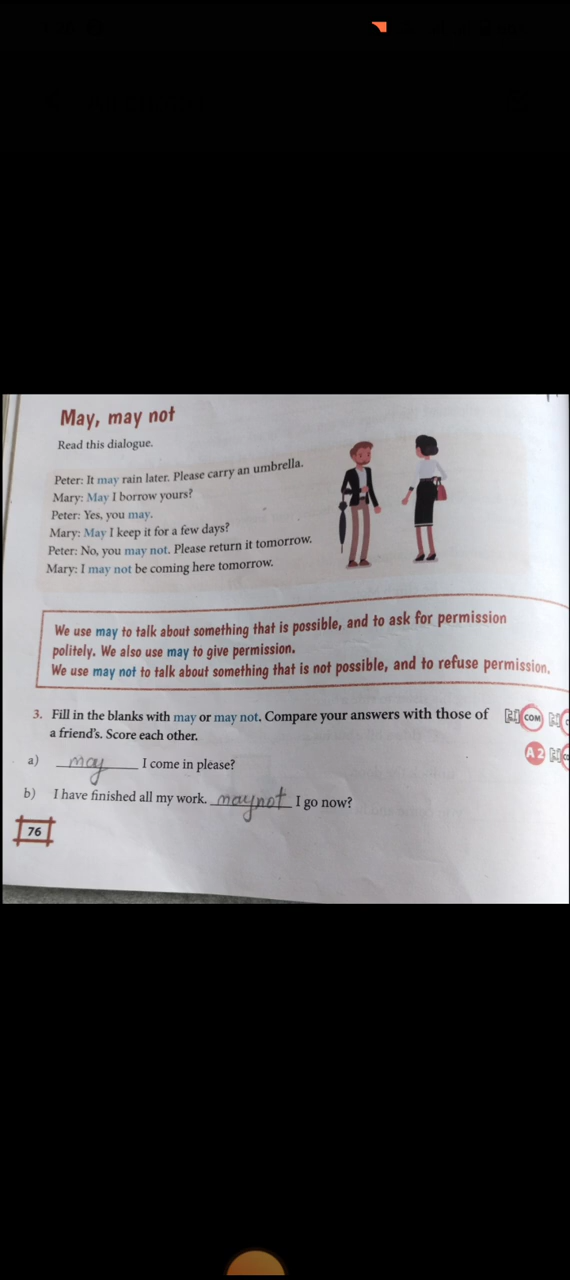 May, may not
Read this dialogue.
Peter: It may rain later. Please carry an umbrella.
Mary: May I borrow yours?
Peter: Yes, you may.
Mary: May I keep it for a few days?
Peter: No, you may not. Please return it tomorrow.
Mary: I may not be coming here tomorrow.
We use may to talk about something that is possible, and to ask for permission
politely. We also use may to give permission.
We use may not to talk about something that is not possible, and to refuse permission.
3. Fill in the blanks with may or may not. Compare your answers with those of
a friend's. Score each other.
COM
A 2
a) may I come in please?
b) I have finished all my work. maynot I go now?
76